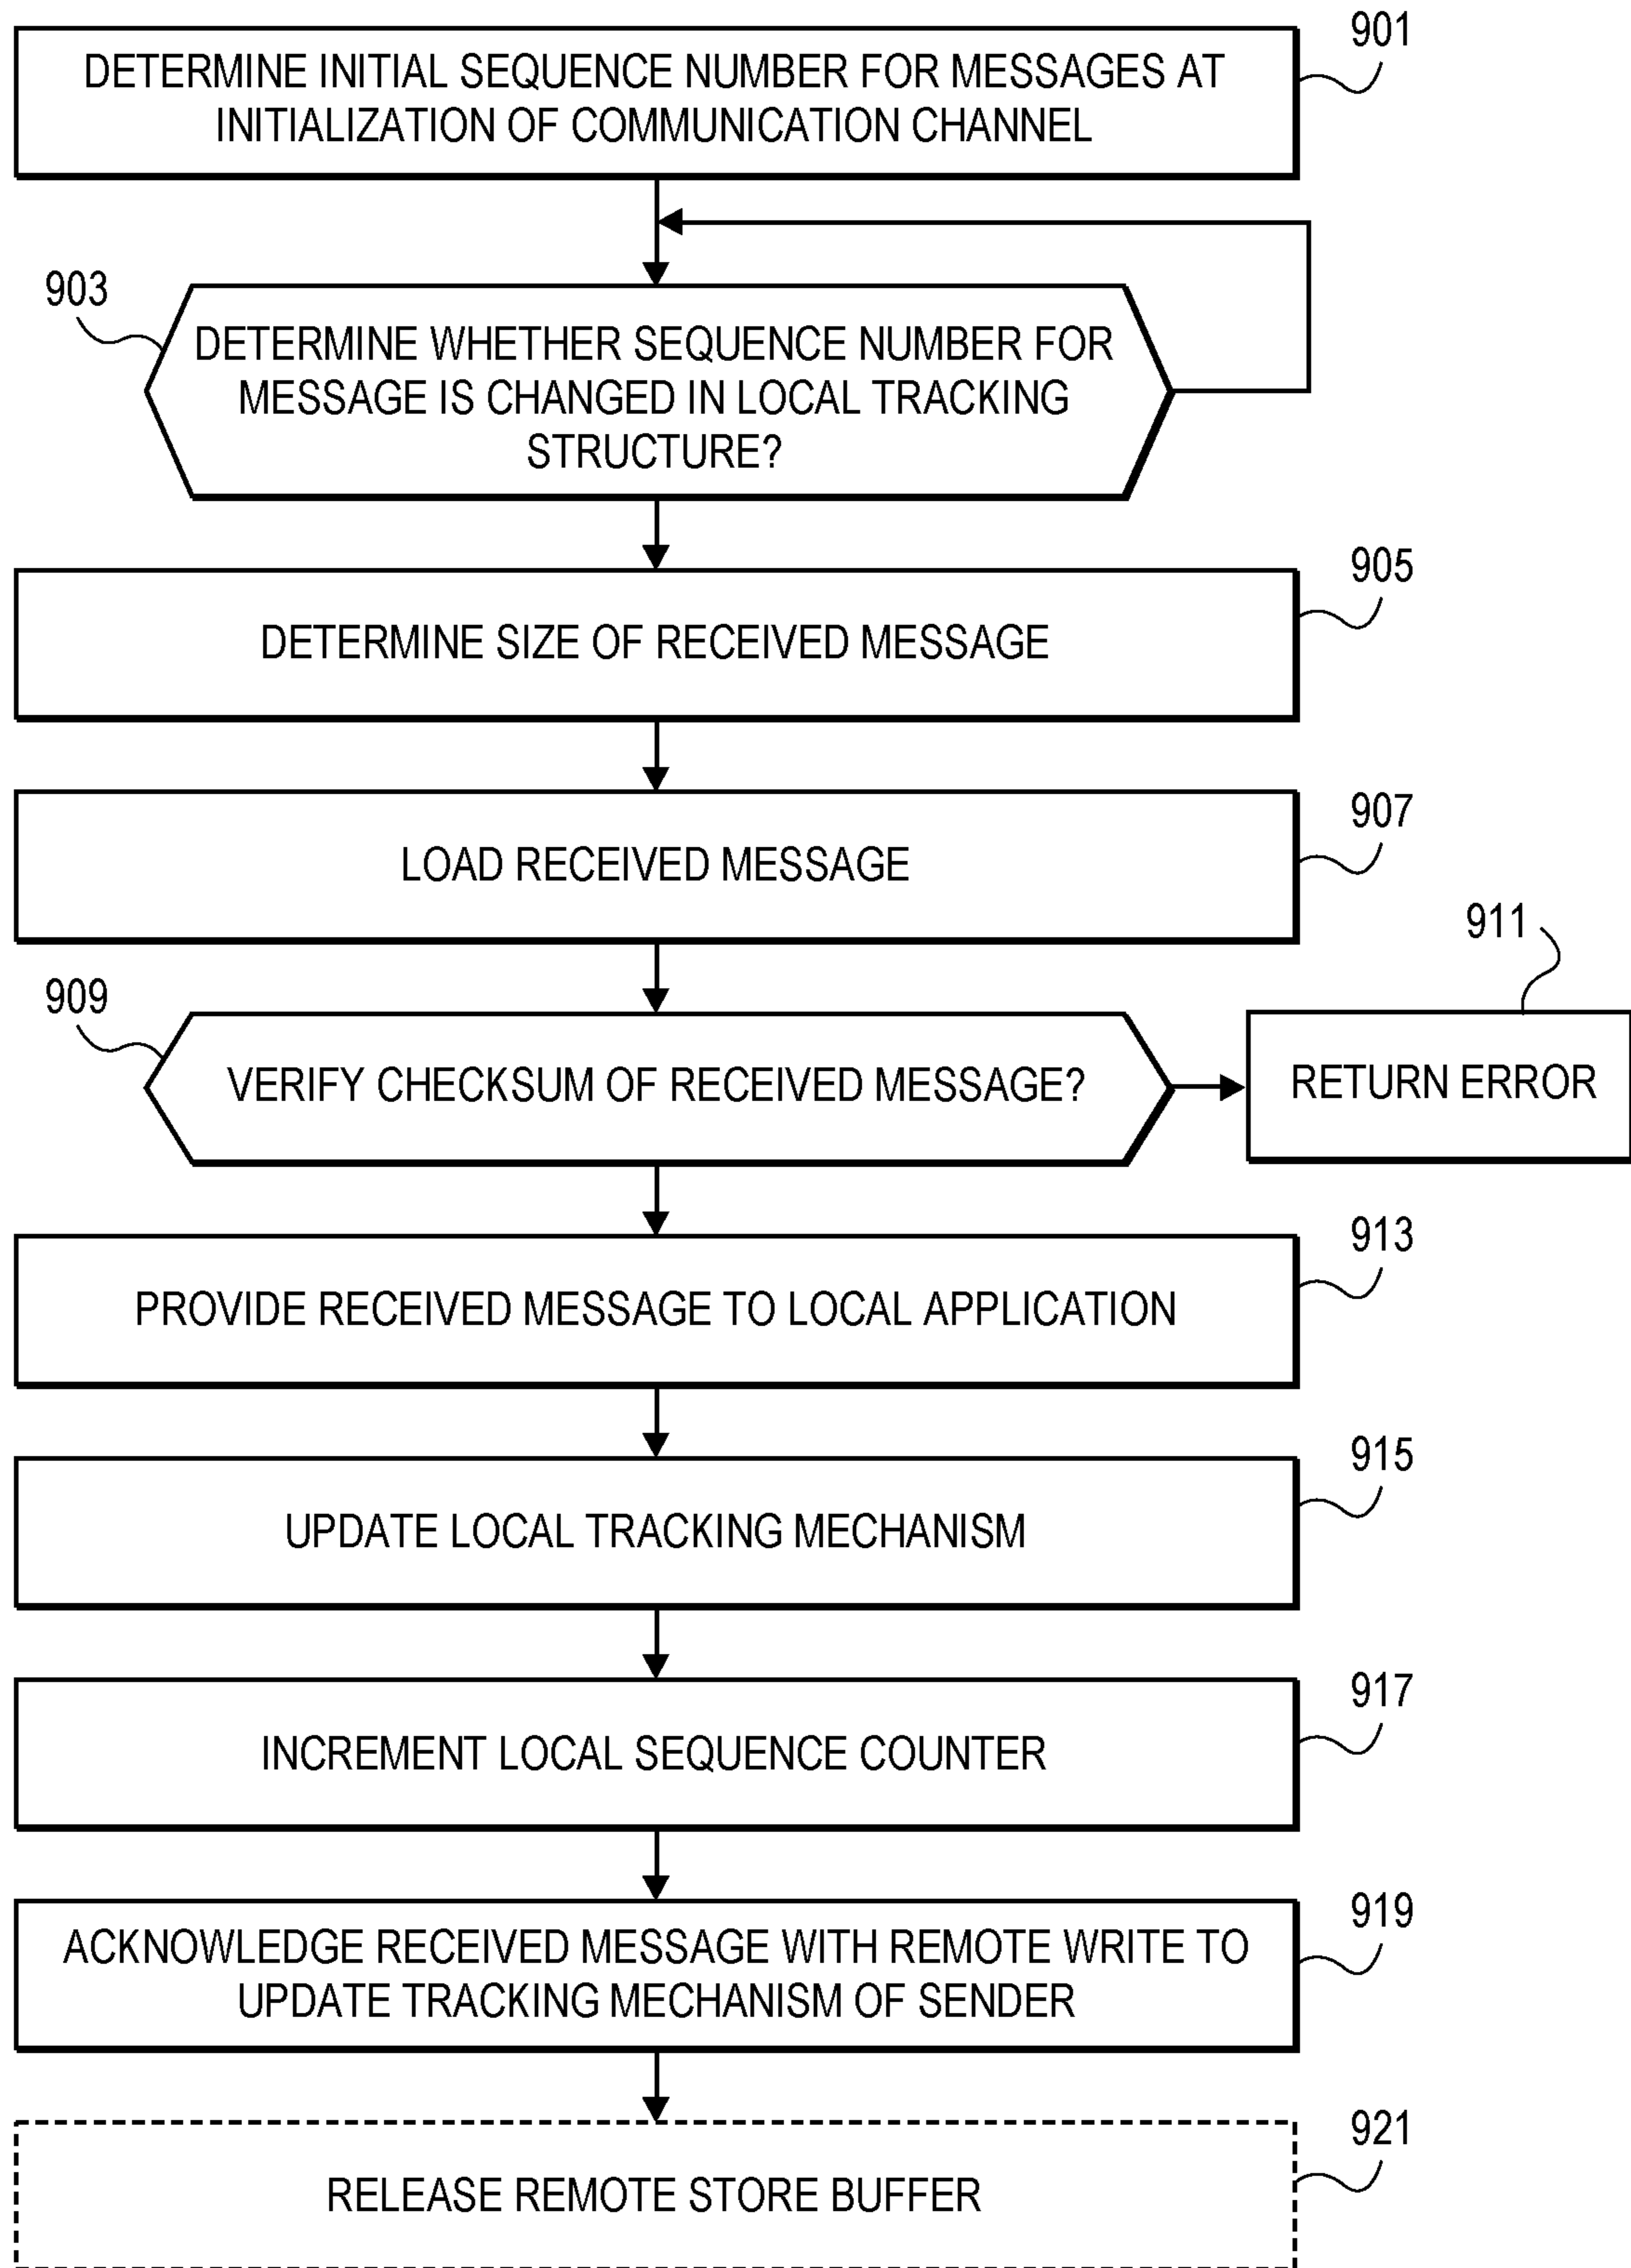 901
DETERMINE INITIAL SEQUENCE NUMBER FOR MESSAGES AT
INITIALIZATION OF COMMUNICATION CHANNEL
903
DETERMINE WHETHER SEQUENCE NUMBER FOR
MESSAGE IS CHANGED IN LOCAL TRACKING
STRUCTURE?
905
DETERMINE SIZE OF RECEIVED MESSAGE
907
LOAD RECEIVED MESSAGE
911
909
VERIFY CHECKSUM OF RECEIVED MESSAGE?
RETURN ERROR
913
PROVIDE RECEIVED MESSAGE TO LOCAL APPLICATION
915
UPDATE LOCAL TRACKING MECHANISM
917
INCREMENT LOCAL SEQUENCE COUNTER
919
ACKNOWLEDGE RECEIVED MESSAGE WITH REMOTE WRITE TO
UPDATE TRACKING MECHANISM OF SENDER
921
RELEASE REMOTE STORE BUFFER